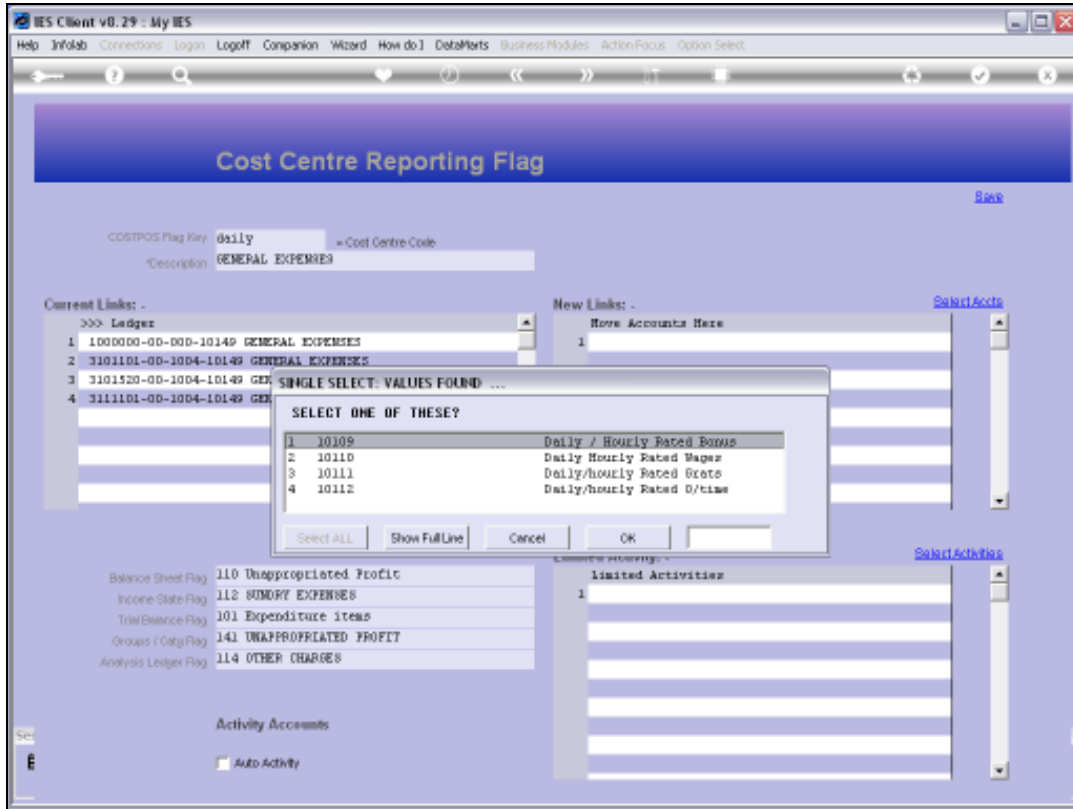 IES Client v8.29 : My IES
Help Infolab Connections Logon Logoff Companion Wizard How do I DataMarts Business Modules Action Focus Option Select
Cost Centre Reporting Flag
Save
COSTPOS Flag Key daily = Cost Centre Code
*Description GENERAL EXPENSES
Current Links: -
>>> Ledger
1 1000000-00-000-10149 GENERAL EXPENSES
2 3101101-00-1004-10149 GENERAL EXPENSES
3 3101520-00-1004-10149
4 3111101-00-1004-10149
New Links: -
Select Accts
Move Accounts Here
1
SINGLE SELECT: VALUES FOUND ...
SELECT ONE OF THESE?
1 10109 Daily / Hourly Rated Bonus
2 10110 Daily Hourly Rated Wages
3 10111 Daily/hourly Rated Grats
4 10112 Daily/hourly Rated O/time
Select ALL Show Full Line Cancel OK
Limited Activity: -
Select Activities
Limited Activities
1
Balance Sheet Flag 110 Unappropriated Profit
Income State Flag 112 SUNDRY EXPENSES
Trial Balance Flag 101 Expenditure items
Groups / Catg Flag 141 UNAPPROPRIATED PROFIT
Analysis Ledger Flag 114 OTHER CHARGES
Activity Accounts
Auto Activity